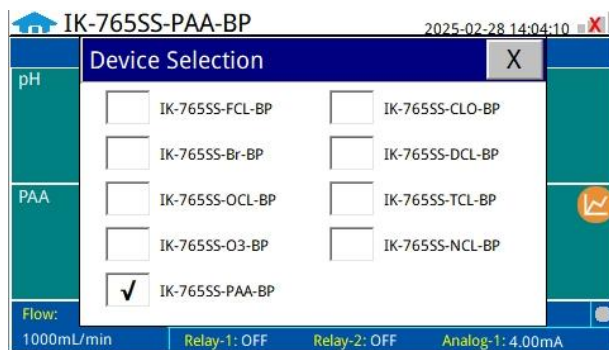 IK-765SS-PAA-BP
2025-02-28 14:04:10
Device Selection X
pH
IK-765SS-FCL-BP IK-765SS-CLO-BP
IK-765SS-Br-BP IK-765SS-DCL-BP
PAA
IK-765SS-OCL-BP IK-765SS-TCL-BP
IK-765SS-O3-BP IK-765SS-NCL-BP
√ IK-765SS-PAA-BP
Flow:
1000mL/min Relay-1: OFF Relay-2: OFF Analog-1: 4.00mA